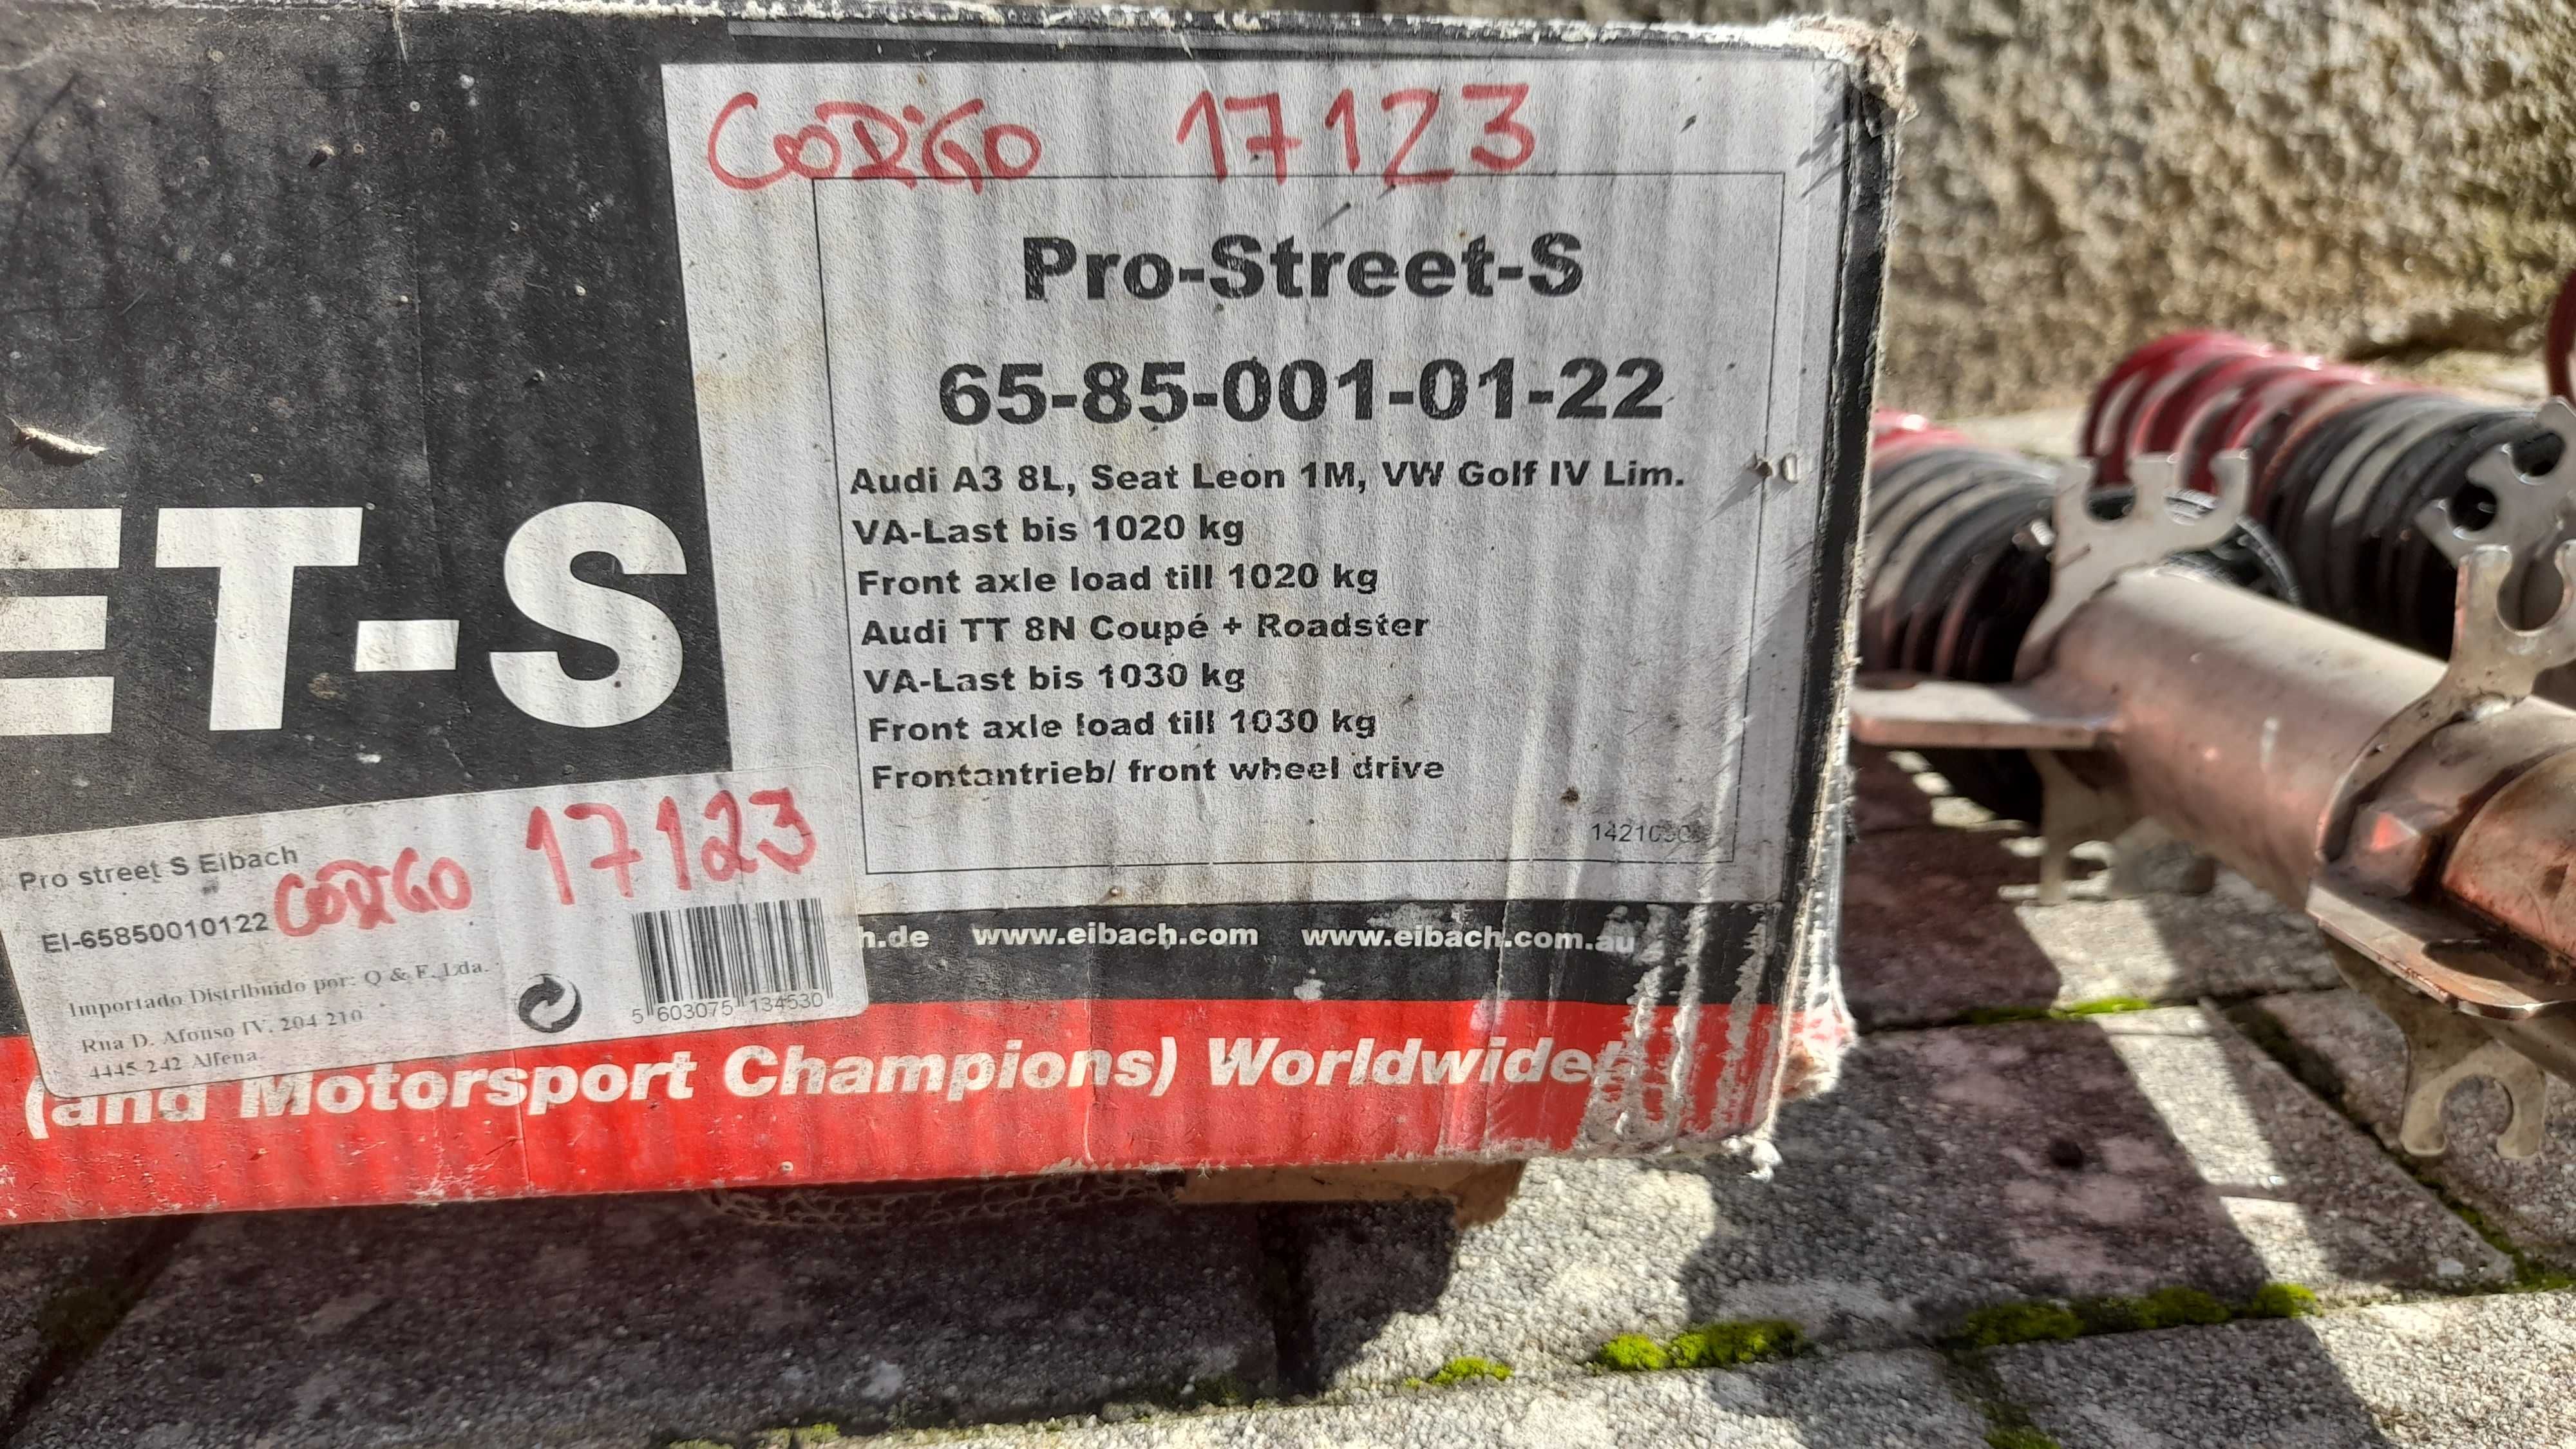 CODIGO 17123
Pro-Street-S
65-85-001-01-22
Audi A3 8L, Seat Leon 1M, VW Golf IV Lim.
VA-Last bis 1020 kg
Front axle load till 1020 kg
Audi TT 8N Coupé + Roadster
VA-Last bis 1030 kg
Front axle load till 1030 kg
Frontantrieb/ front wheel drive
ET-S
Pro street S Eibach
CODIGO 17123
EI-65850010122
Importado Distribuido por: Q & F, Lda.
Rua D. Afonso IV, 204 210
4445 242 Alfena
5 603075 134530
h.de www.eibach.com www.eibach.com.au
(and Motorsport Champions) Worldwide!